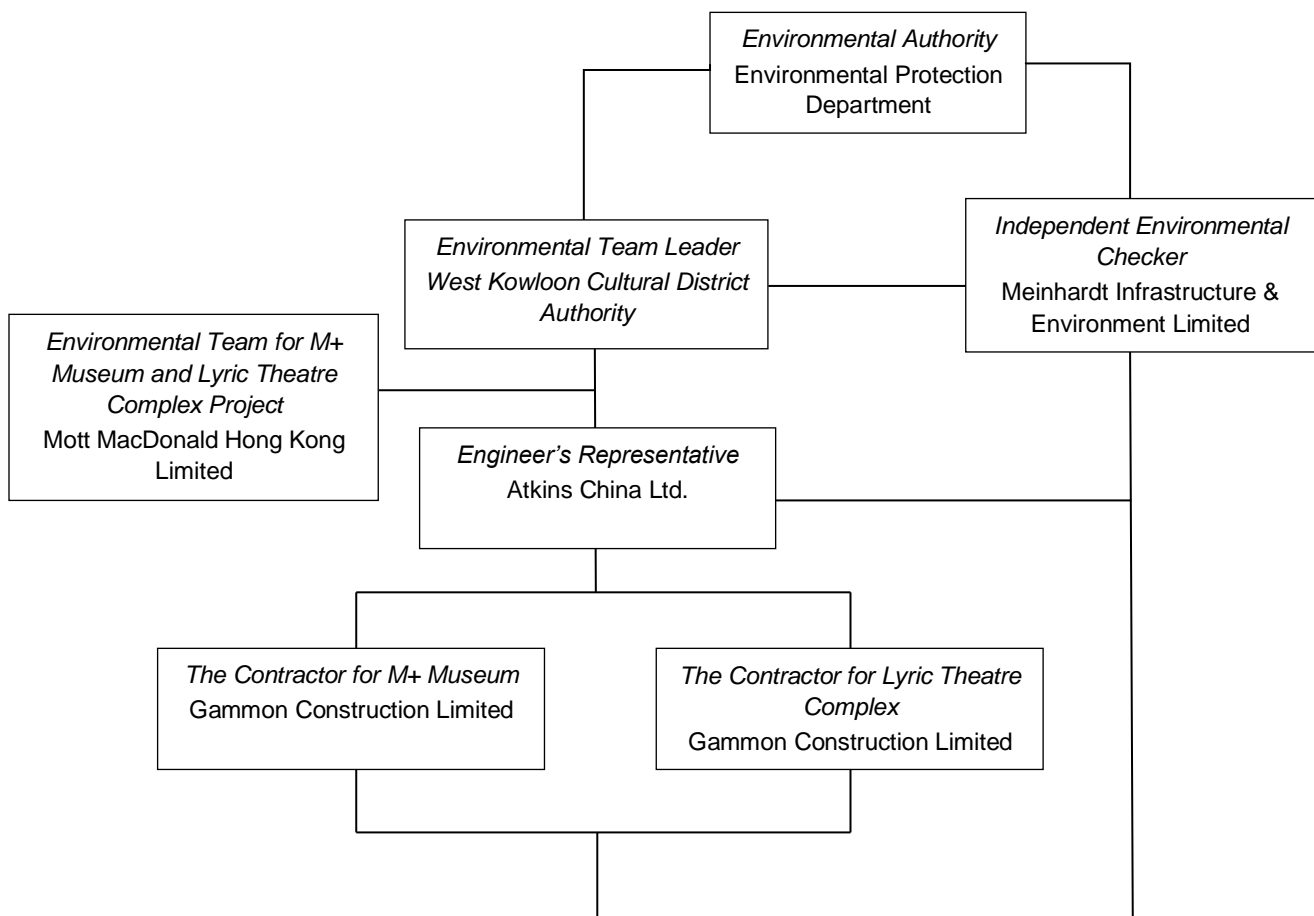 Environmental Authority
Environmental Protection
Department
Environmental Team Leader
West Kowloon Cultural District
Authority
Independent Environmental
Checker
Meinhardt Infrastructure &
Environment Limited
Environmental Team for M+
Museum and Lyric Theatre
Complex Project
Mott MacDonald Hong Kong
Limited
Engineer’s Representative
Atkins China Ltd.
The Contractor for M+ Museum
Gammon Construction Limited
The Contractor for Lyric Theatre
Complex
Gammon Construction Limited